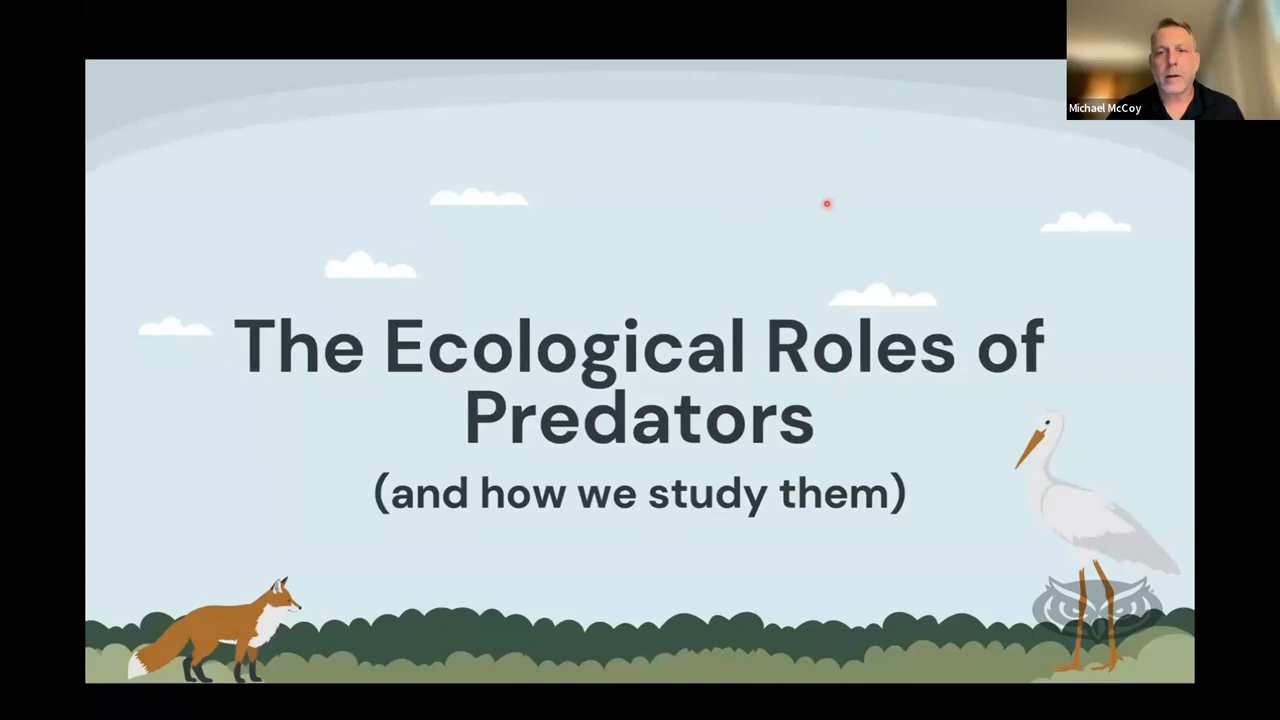 Michael McCoy
The Ecological Roles of
Predators
(and how we study them)